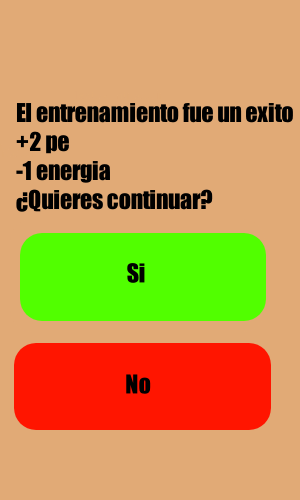 El entrenamiento fue un exito
+2 pe
-1 energia
¿Quieres continuar?
Si
No